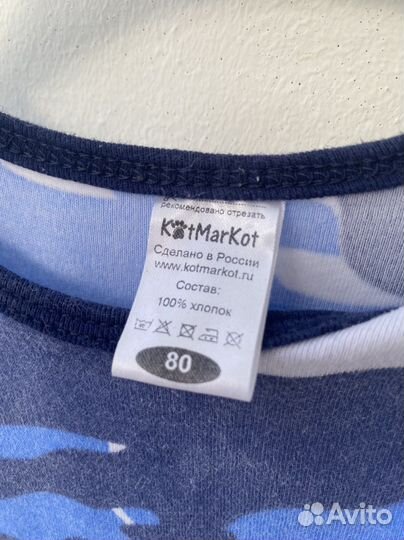 рекомендовано отрезать
KotMarKot
Сделано в России
www.kotmarkot.ru
Состав:
100% хлопок
80
Avito